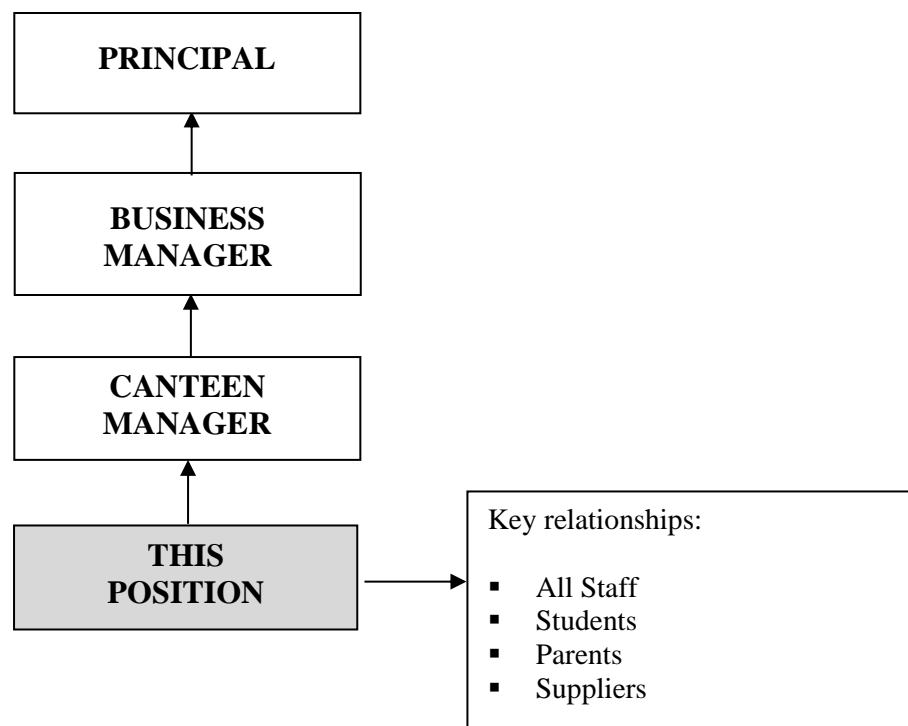 PRINCIPAL
BUSINESS
MANAGER
CANTEEN
MANAGER
THIS
POSITION
Key relationships:
▪ All Staff
▪ Students
▪ Parents
▪ Suppliers